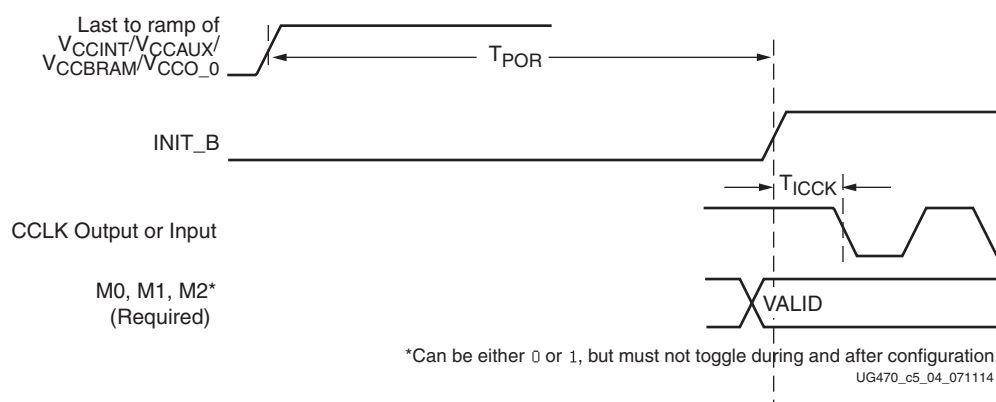 Last to ramp of
VCCINT/VCCAUX/
VCCBRAM/VCCO_0
TPOR
INIT_B
TICCK
CCLK Output or Input
M0, M1, M2*
(Required)
VALID
*Can be either 0 or 1, but must not toggle during and after configuration
UG470_c5_04_071114